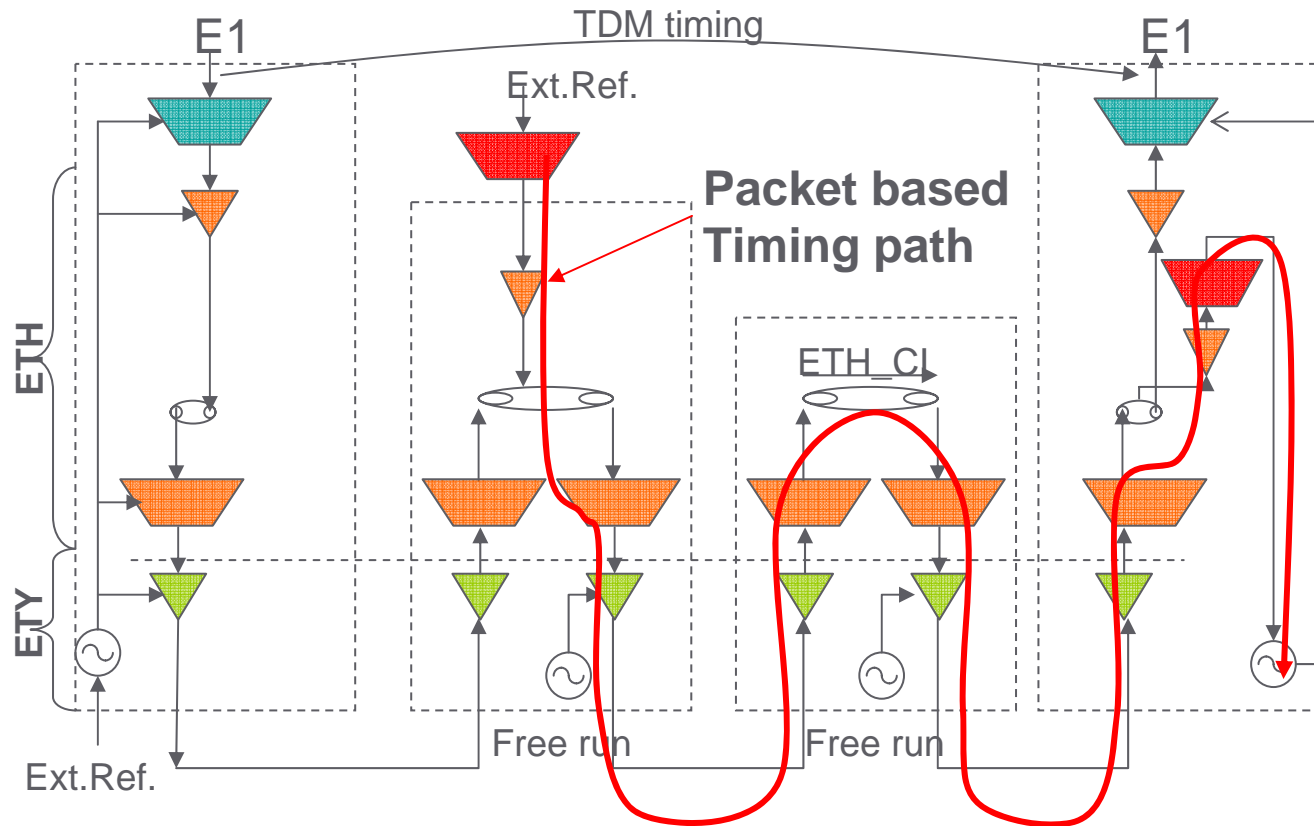 TDM timing
E1
E1
Ext.Ref.
Packet based
Timing path
ETH
ETH_CI
ETY
Free run
Free run
Ext.Ref.